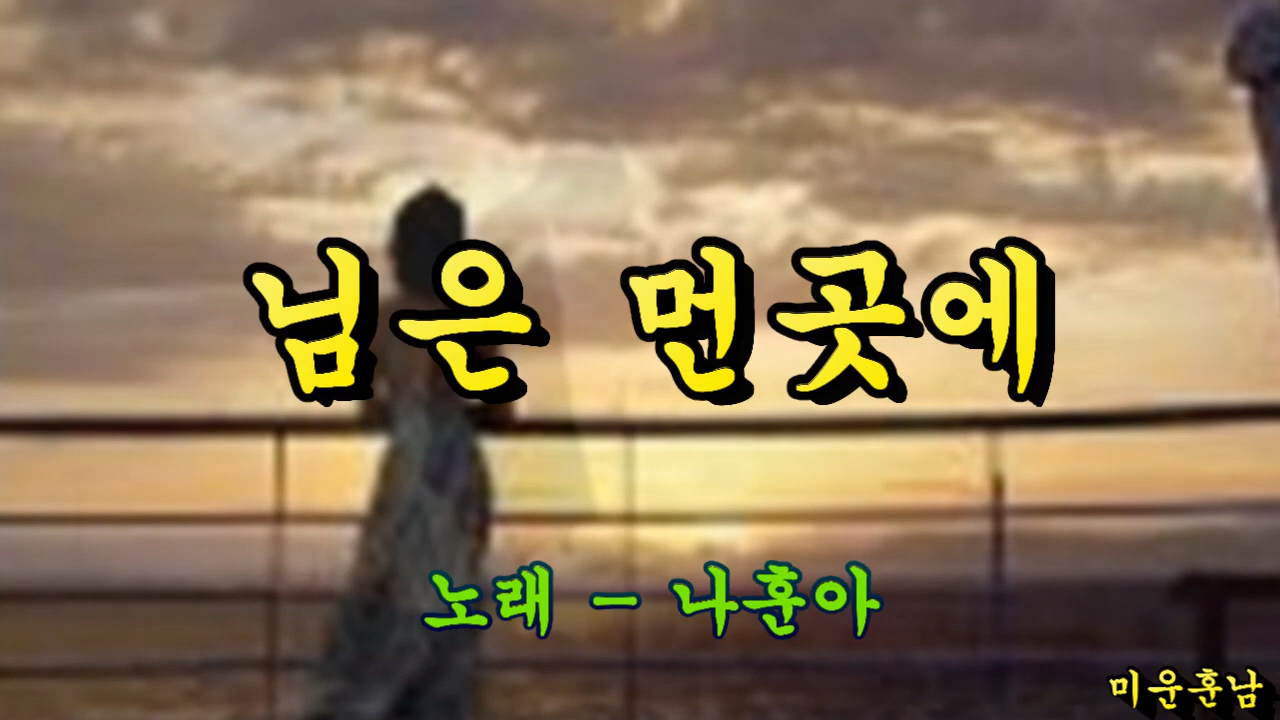 님은 먼곳에
노래 - 나훈아
미운훈남